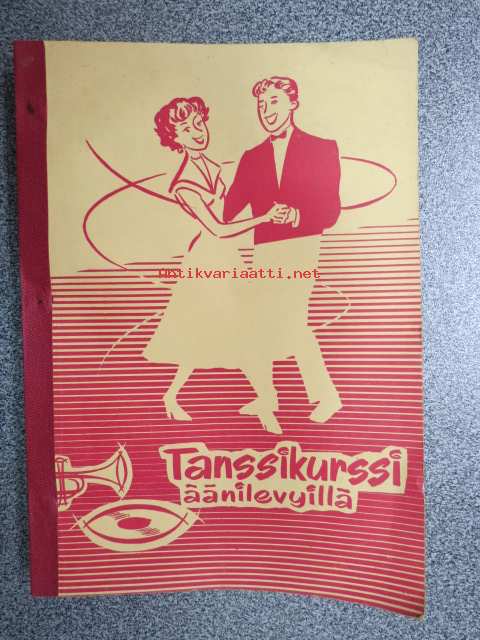 antikvariaatti.net
Tanssikurssi
äänilevyillä